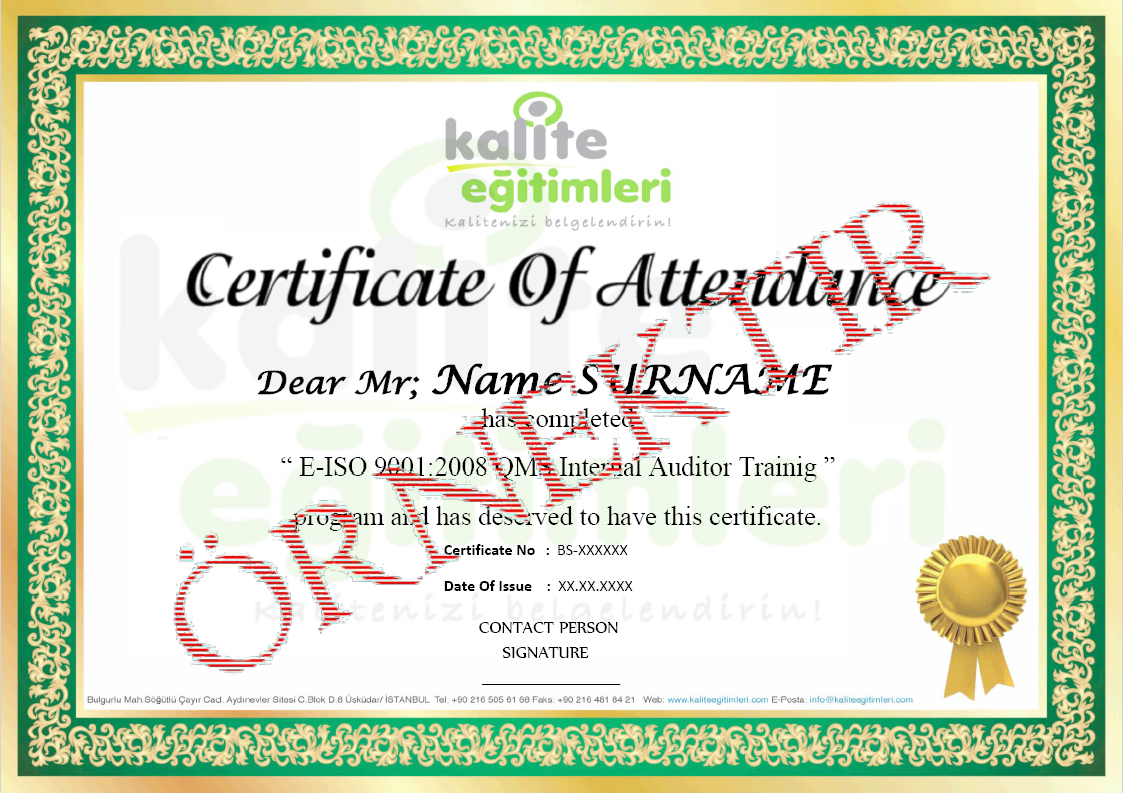 kalite
eğitimleri
Kalitenizi belgelendirin!
Certificate Of Attendance
Dear Mr; Name SURNAME
has completed
“ E-ISO 9001:2008 QMS Internal Auditor Trainig ”
program and has deserved to have this certificate.
Certificate No : BS-XXXXXX
Date Of Issue : XX.XX.XXXX
CONTACT PERSON
SIGNATURE
Bulgurlu Mah.Söğütlü Çayır Cad. Aydınevler Sitesi C.Blok D.8 Üsküdar/ İSTANBUL Tel: +90 216 505 61 68 Faks: +90 216 481 84 21 Web: www.kaliteegitimleri.com E-Posta: info@kaliteegitimleri.com
ÖRNEKTIR
kalite
eğitimleri
Kalitenizi belgelendirin!